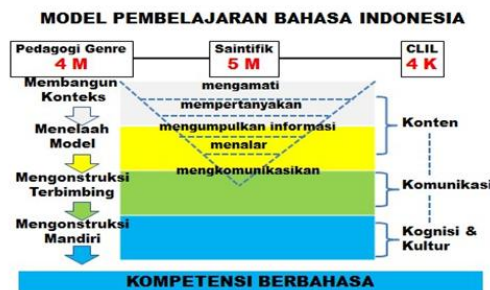 MODEL PEMBELAJARAN BAHASA INDONESIA
Pedagogi Genre
4 M
Saintifik
5 M
CLIL
4 K
Membangun
Konteks
Menelaah
Model
Mengonstruksi
Terbimbing
Mengonstruksi
Mandiri
mengamati
mempertanyakan
mengumpulkan informasi
menalar
mengkomunikasikan
Konten
Komunikasi
Kognisi &
Kultur
KOMPETENSI BERBAHASA